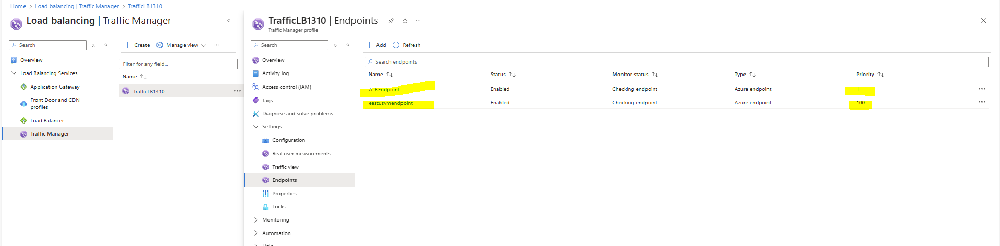 Home > Load balancing | Traffic Manager > TrafficLB1310
Load balancing | Traffic Manager
Search
Overview
Load Balancing Services
Application Gateway
Front Door and CDN
profiles
Load Balancer
Traffic Manager
Create Manage view
Filter for any field...
Name
TrafficLB1310
TrafficLB1310 | Endpoints
Traffic Manager profile
Search
Overview
Activity log
Access control (IAM)
Tags
Diagnose and solve problems
Settings
Configuration
Real user measurements
Traffic view
Endpoints
Properties
Locks
Monitoring
Automation
Help
Add Refresh
Search endpoints
Name Status Monitor status Type Priority
ALBEndpoint Enabled Checking endpoint Azure endpoint 1
eastusvmendpoint Enabled Checking endpoint Azure endpoint 100